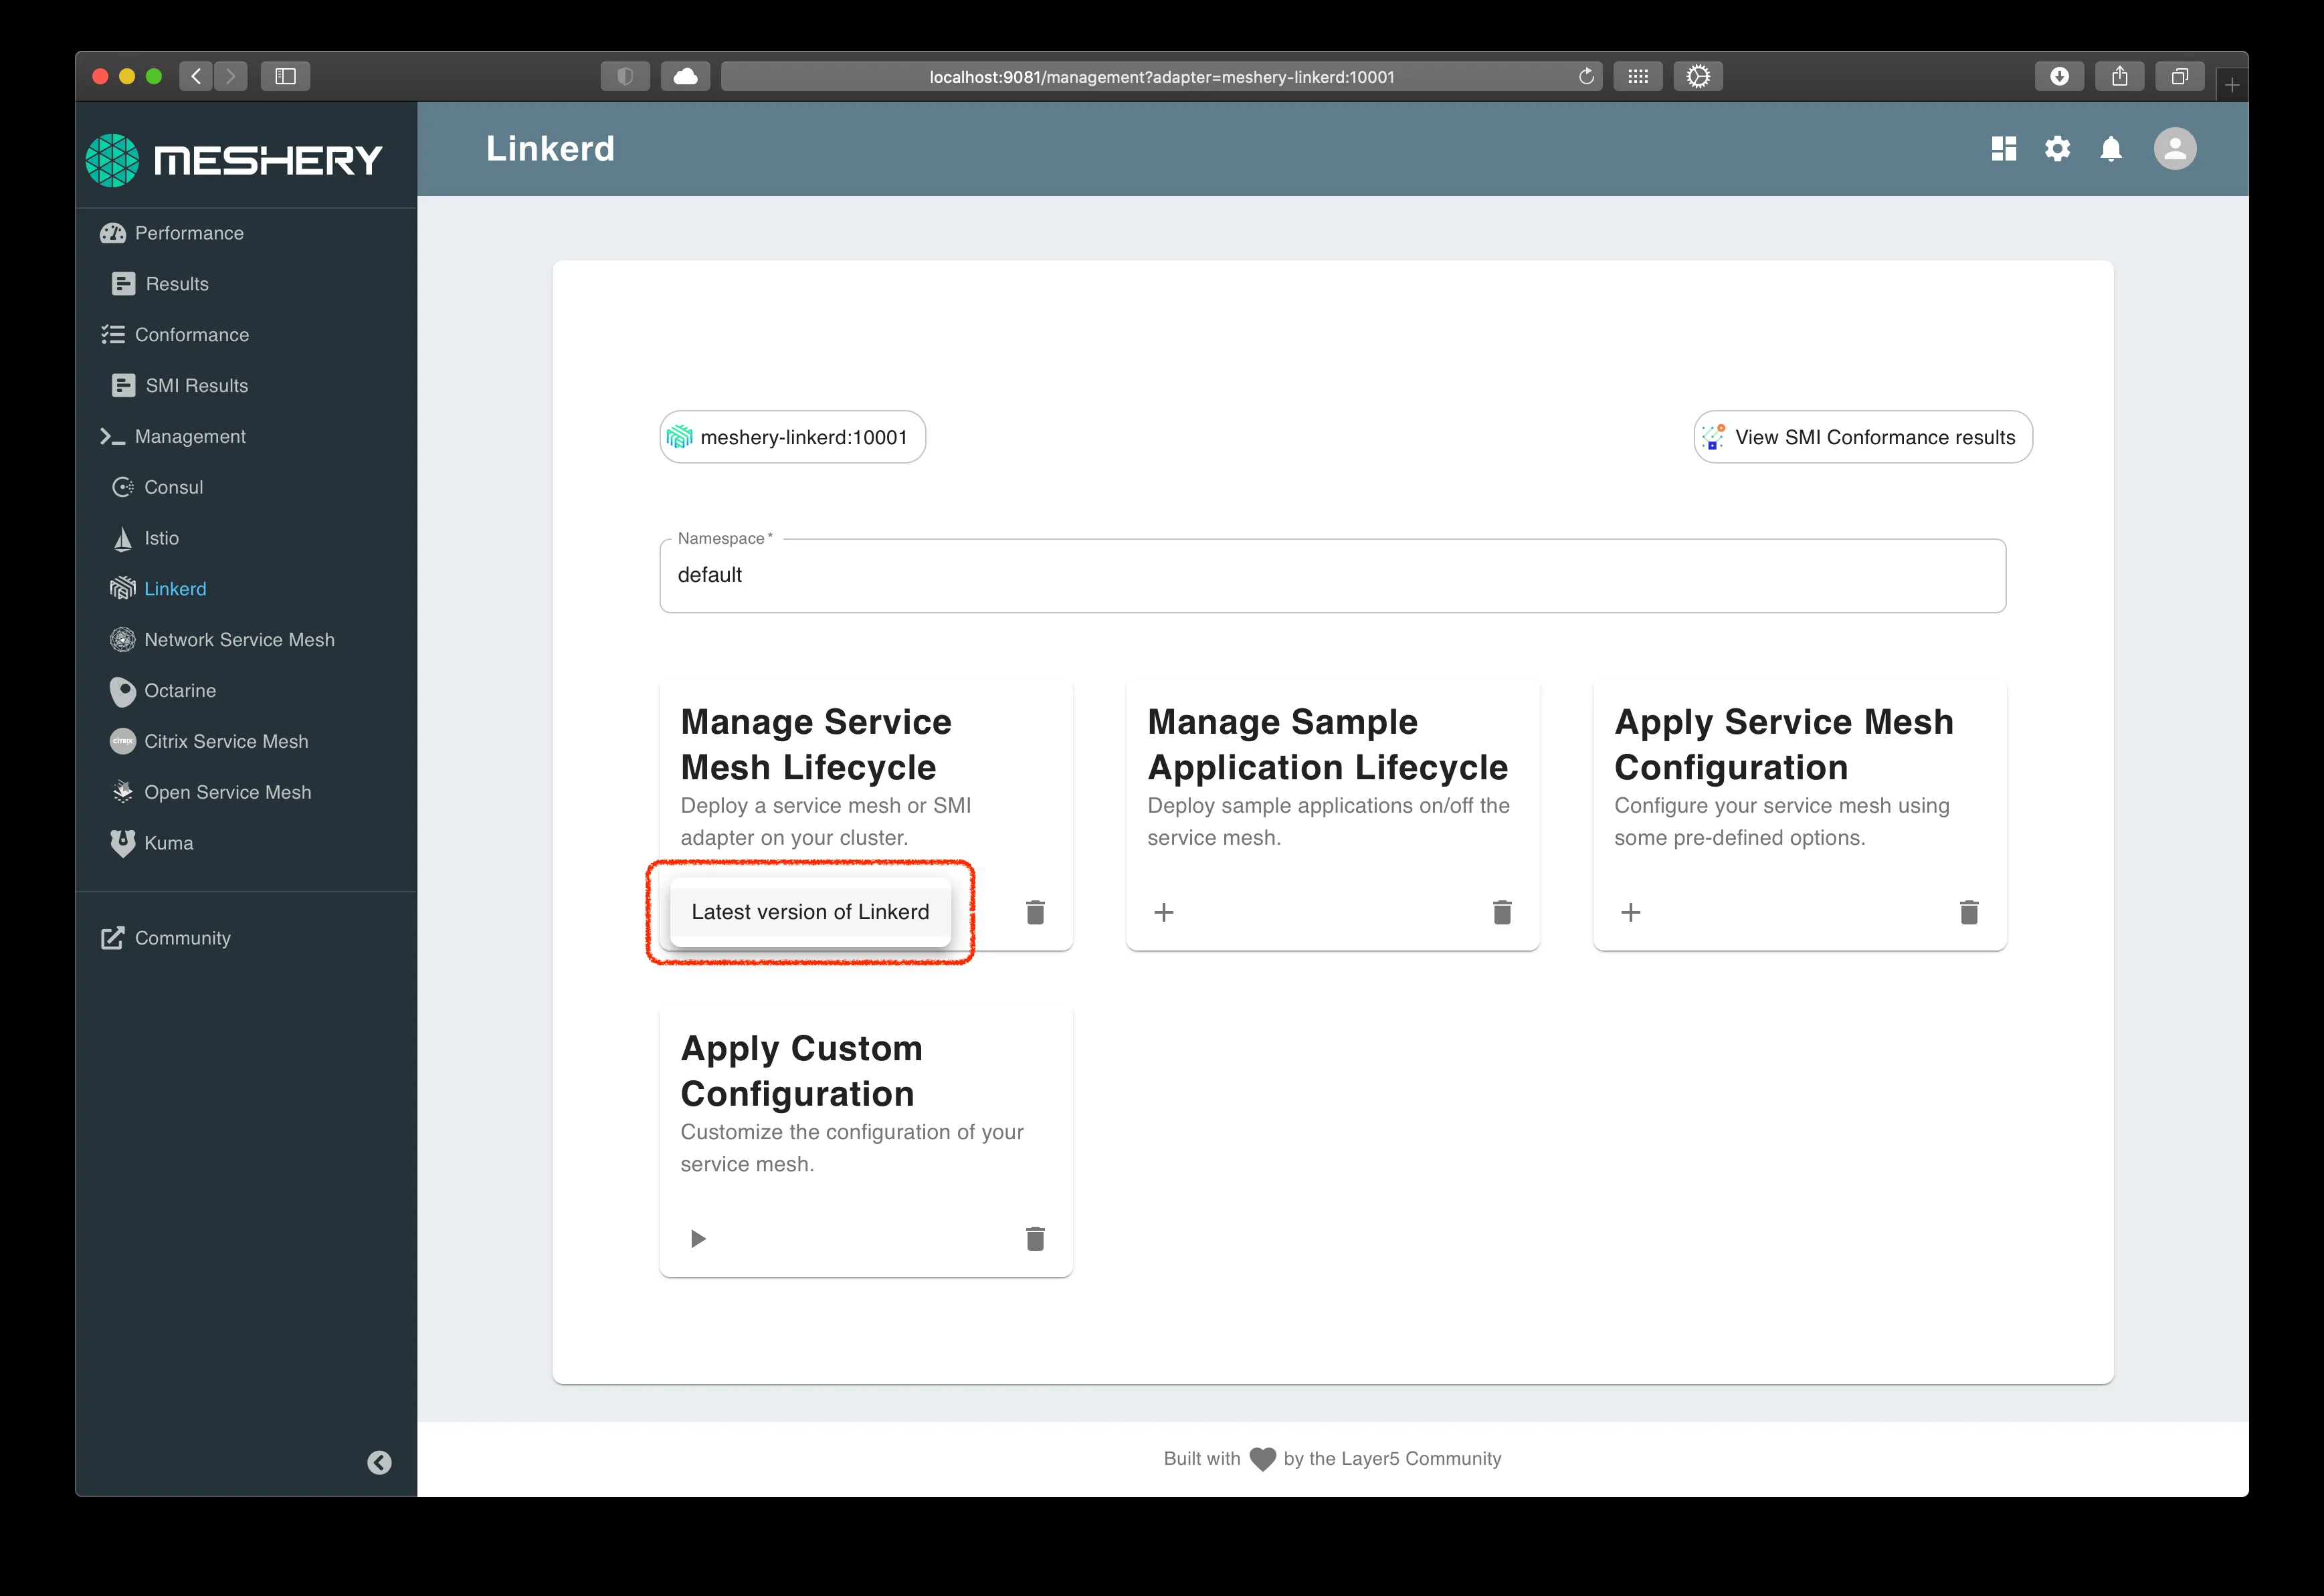 localhost:9081/management?adapter=meshery-linkerd:10001
MESHERY
Linkerd
Performance
Results
Conformance
SMI Results
Management
Consul
Istio
Linkerd
Network Service Mesh
Octarine
Citrix Service Mesh
Open Service Mesh
Kuma
Community
meshery-linkerd:10001
View SMI Conformance results
Namespace *
default
Manage Service
Mesh Lifecycle
Deploy a service mesh or SMI
adapter on your cluster.
Latest version of Linkerd
Manage Sample
Application Lifecycle
Deploy sample applications on/off the
service mesh.
Apply Service Mesh
Configuration
Configure your service mesh using
some pre-defined options.
Apply Custom
Configuration
Customize the configuration of your
service mesh.
Built with by the Layer5 Community